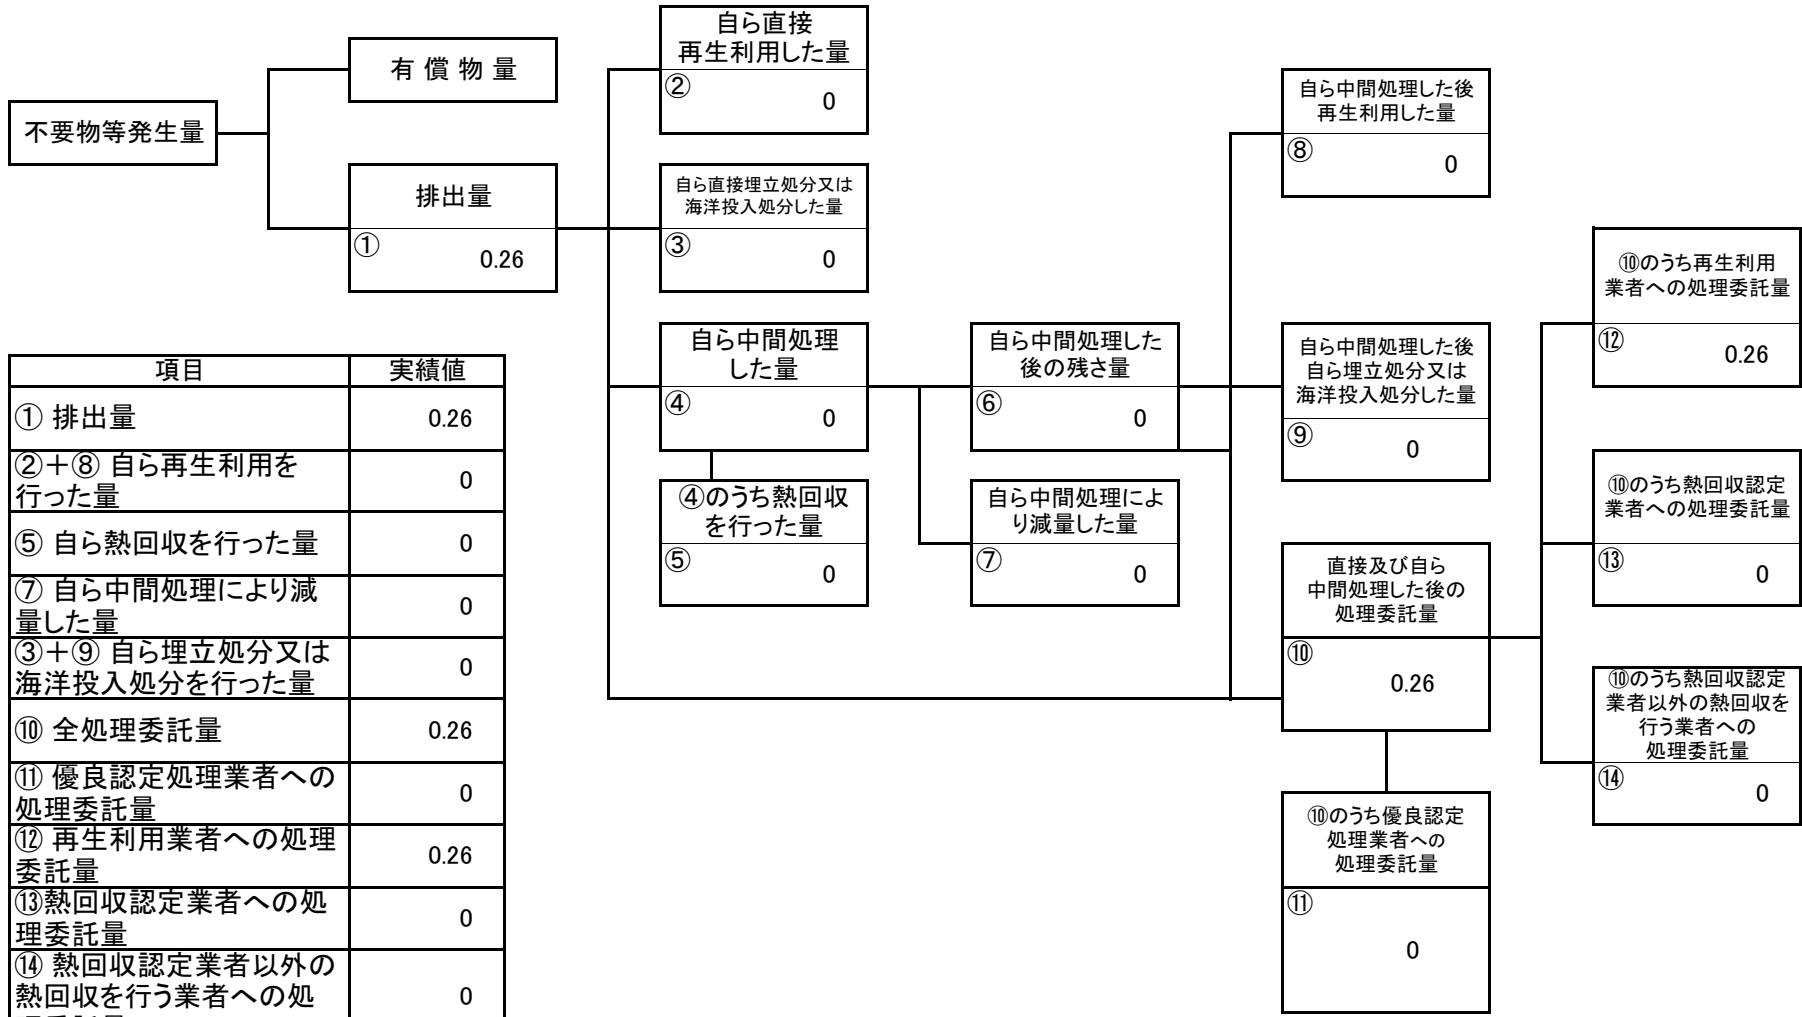 自ら直接
再生利用した量
②
0
有 償 物 量
不要物等発生量
排出量
①
0.26
自ら直接埋立処分又は
海洋投入処分した量
③
0
自ら中間処理した後
再生利用した量
⑧
0
自ら中間処理
した量
④
0
自ら中間処理した
後の残さ量
⑥
0
自ら中間処理した後
自ら埋立処分又は
海洋投入処分した量
⑨
0
⑩のうち再生利用
業者への処理委託量
⑫
0.26
④のうち熱回収
を行った量
⑤
0
自ら中間処理によ
り減量した量
⑦
0
⑩のうち熱回収認定
業者への処理委託量
⑬
0
直接及び自ら
中間処理した後の
処理委託量
⑩
0.26
⑩のうち熱回収認定
業者以外の熱回収を
行う業者への
処理委託量
⑭
0
⑩のうち優良認定
処理業者への
処理委託量
⑪
0
項目 実績値
① 排出量 0.26
②＋⑧ 自ら再生利用を
行った量 0
⑤ 自ら熱回収を行った量 0
⑦ 自ら中間処理により減
量した量 0
③＋⑨ 自ら埋立処分又は
海洋投入処分を行った量 0
⑩ 全処理委託量 0.26
⑪ 優良認定処理業者への
処理委託量 0
⑫ 再生利用業者への処理
委託量 0.26
⑬熱回収認定業者への処
理委託量 0
⑭ 熱回収認定業者以外の
熱回収を行う業者への処 0